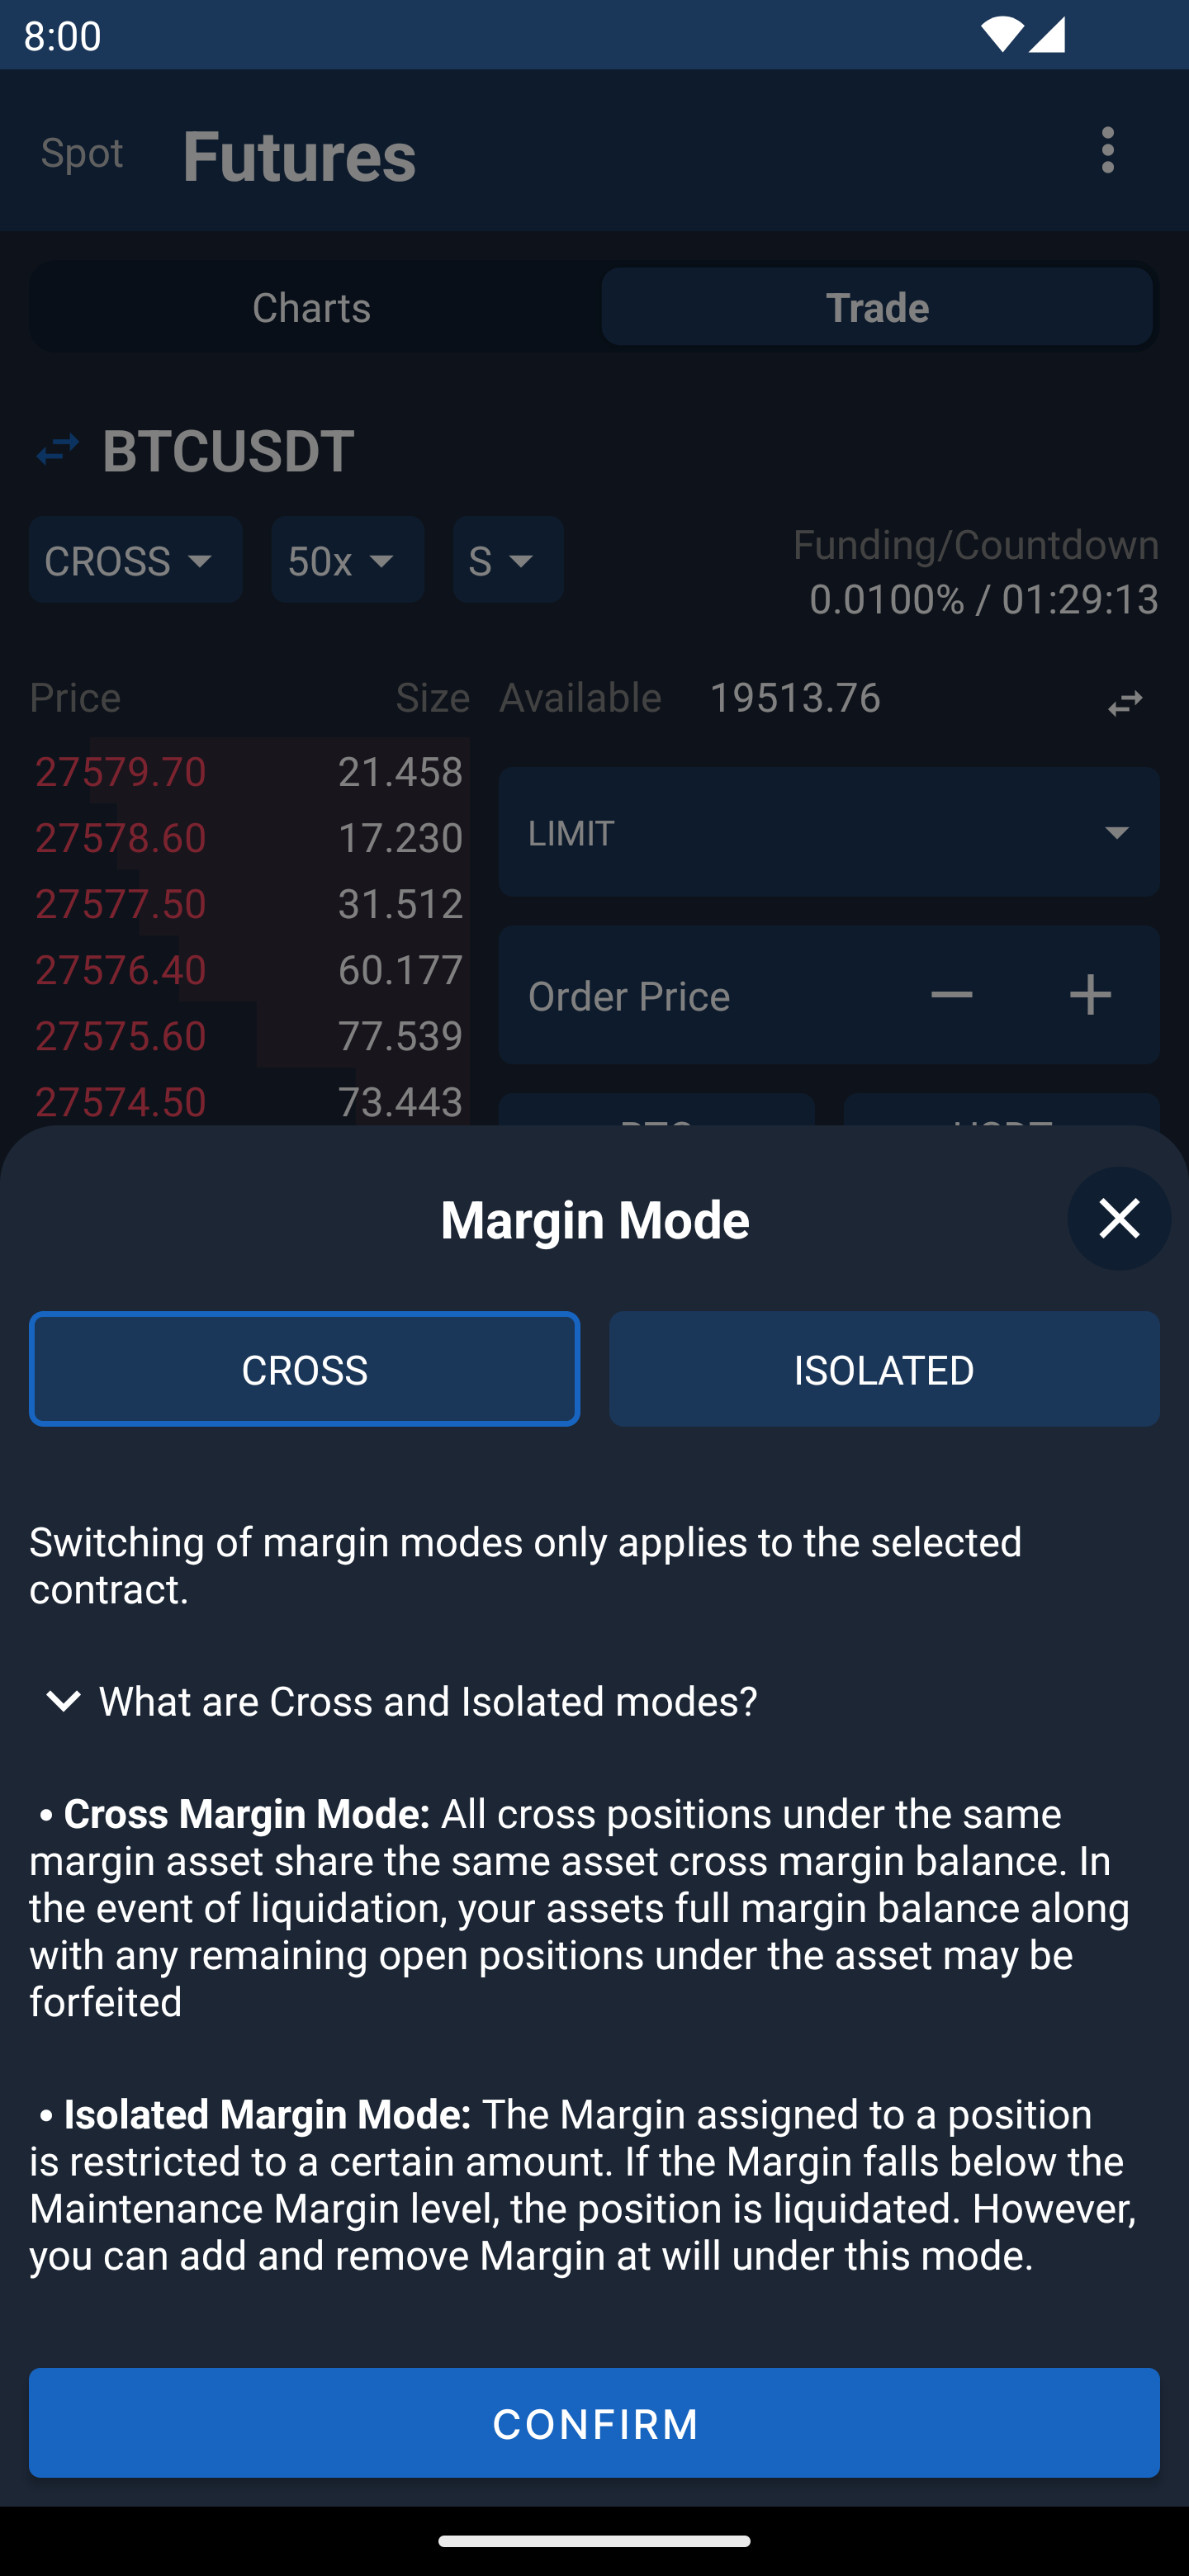 8:00
Spot Futures
Charts Trade
BTCUSDT
CROSS 50x S
Funding/Countdown
0.0100% / 01:29:13
Price Size Available 19513.76
27579.70 21.458
27578.60 17.230
27577.50 31.512
27576.40 60.177
27575.60 77.539
27574.50 73.443
LIMIT
Order Price
Margin Mode
CROSS ISOLATED
Switching of margin modes only applies to the selected
contract.
What are Cross and Isolated modes?
• Cross Margin Mode: All cross positions under the same
margin asset share the same asset cross margin balance. In
the event of liquidation, your assets full margin balance along
with any remaining open positions under the asset may be
forfeited
• Isolated Margin Mode: The Margin assigned to a position
is restricted to a certain amount. If the Margin falls below the
Maintenance Margin level, the position is liquidated. However,
you can add and remove Margin at will under this mode.
CONFIRM